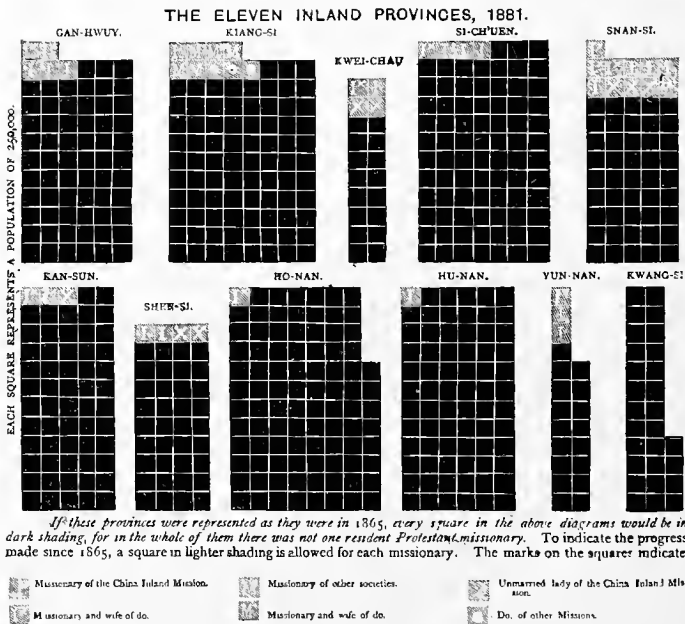 THE ELEVEN INLAND PROVINCES, 1881.
GAN-HWUY.
KIANG-SI
KWEI-CHAU
SI-CH'UEN.
SNAN-SI.
EACH SQUARE REPRESENTS A POPULATION OF 250,000.
KAN-SUN.
SHEN-SI.
HO-NAN.
HU-NAN.
YUN-NAN.
KWANG-SI
If these provinces were represented as they were in 1865, every square in the above diagrams would be in
dark shading, for in the whole of them there was not one resident Protestant missionary. To indicate the progress
made since 1865, a square in lighter shading is allowed for each missionary. The marks on the squares indicate
Missionary of the China Inland Mission.
Missionary of other societies.
Unmarried lady of the China Inland Mis-
sion.
Missionary and wife of do.
Missionary and wife of do.
Do. of other Missions.